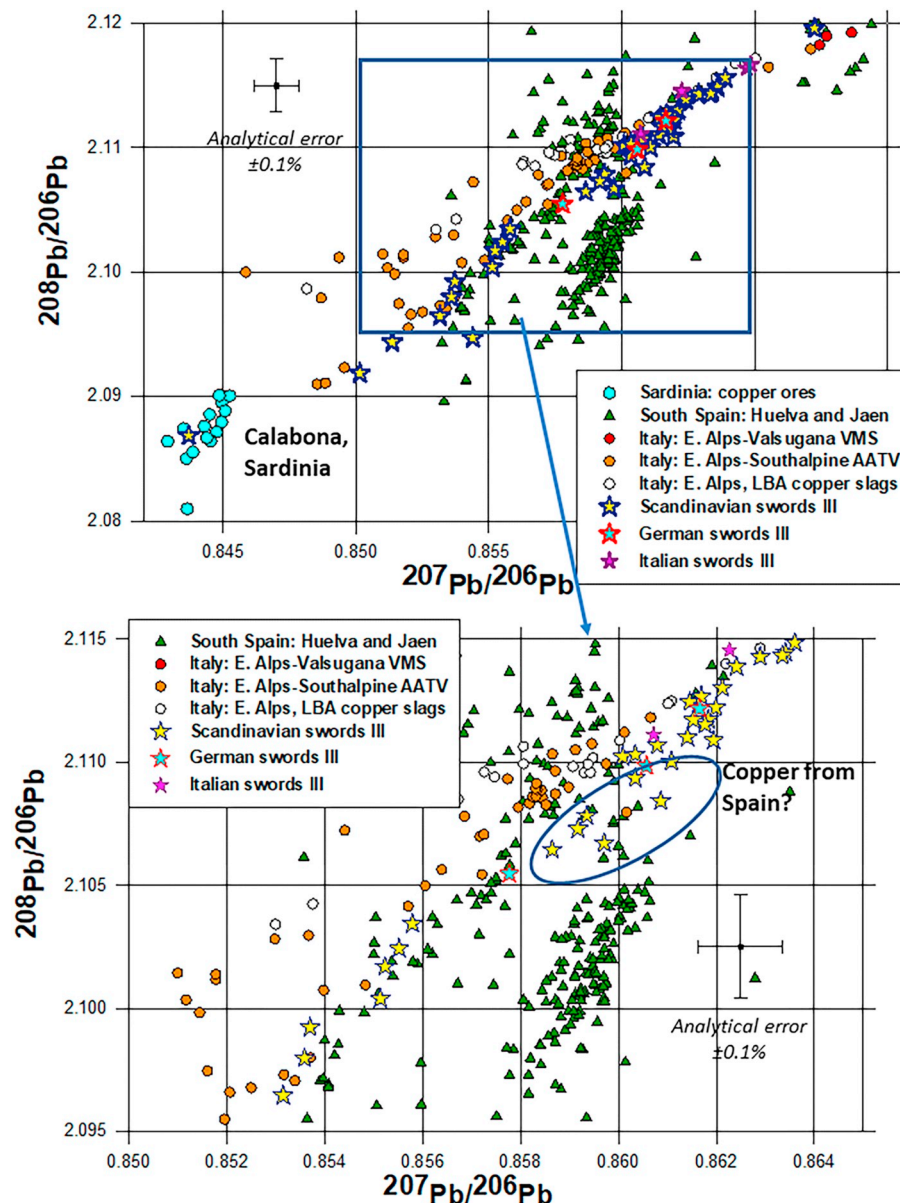 2.120
2.110
2.100
2.090
2.08
208Pb/206Pb
Analytical error
±0.1%
Calabona,
Sardinia
0.845
0.850
0.855
207Pb/206Pb
Sardinia: copper ores
South Spain: Huelva and Jaen
Italy: E. Alps-Valsugana VMS
Italy: E. Alps-Southalpine AATV
Italy: E. Alps, LBA copper slags
Scandinavian swords III
German swords III
Italian swords III
2.115
2.110
2.105
2.100
2.095
208Pb/206Pb
South Spain: Huelva and Jaen
Italy: E. Alps-Valsugana VMS
Italy: E. Alps-Southalpine AATV
Italy: E. Alps, LBA copper slags
Scandinavian swords III
German swords III
Italian swords III
Copper from
Spain?
Analytical error
±0.1%
0.850
0.852
0.854
0.856
0.858
0.860
0.862
0.864
207Pb/206Pb